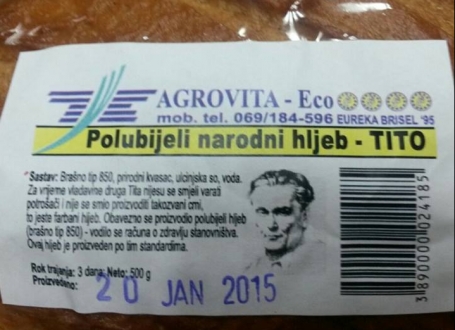 AGROVITA - Eco
mob. tel. 069/184-596 EUREKA BRISEL '95
Polubijeli narodni hljeb - TITO
Sastav: Brašno tip 850, prirodni kvasac, ulcinjska so, voda.
Za vrijeme vladavine druga Tita nijesu se smjeli varati
potrošači i nije se smio proizvoditi takozvani crni,
to jeste farbani hljeb. Obavezno se proizvodio polubijeli hljeb
(brašno tip 850) - vodilo se računa o zdravlju stanovništva.
Ovaj hljeb je proizveden po tim standardima.
Rok trajanja: 3 dana, Neto: 500 g
Proizvedeno: 20 JAN 2015
3890000024185